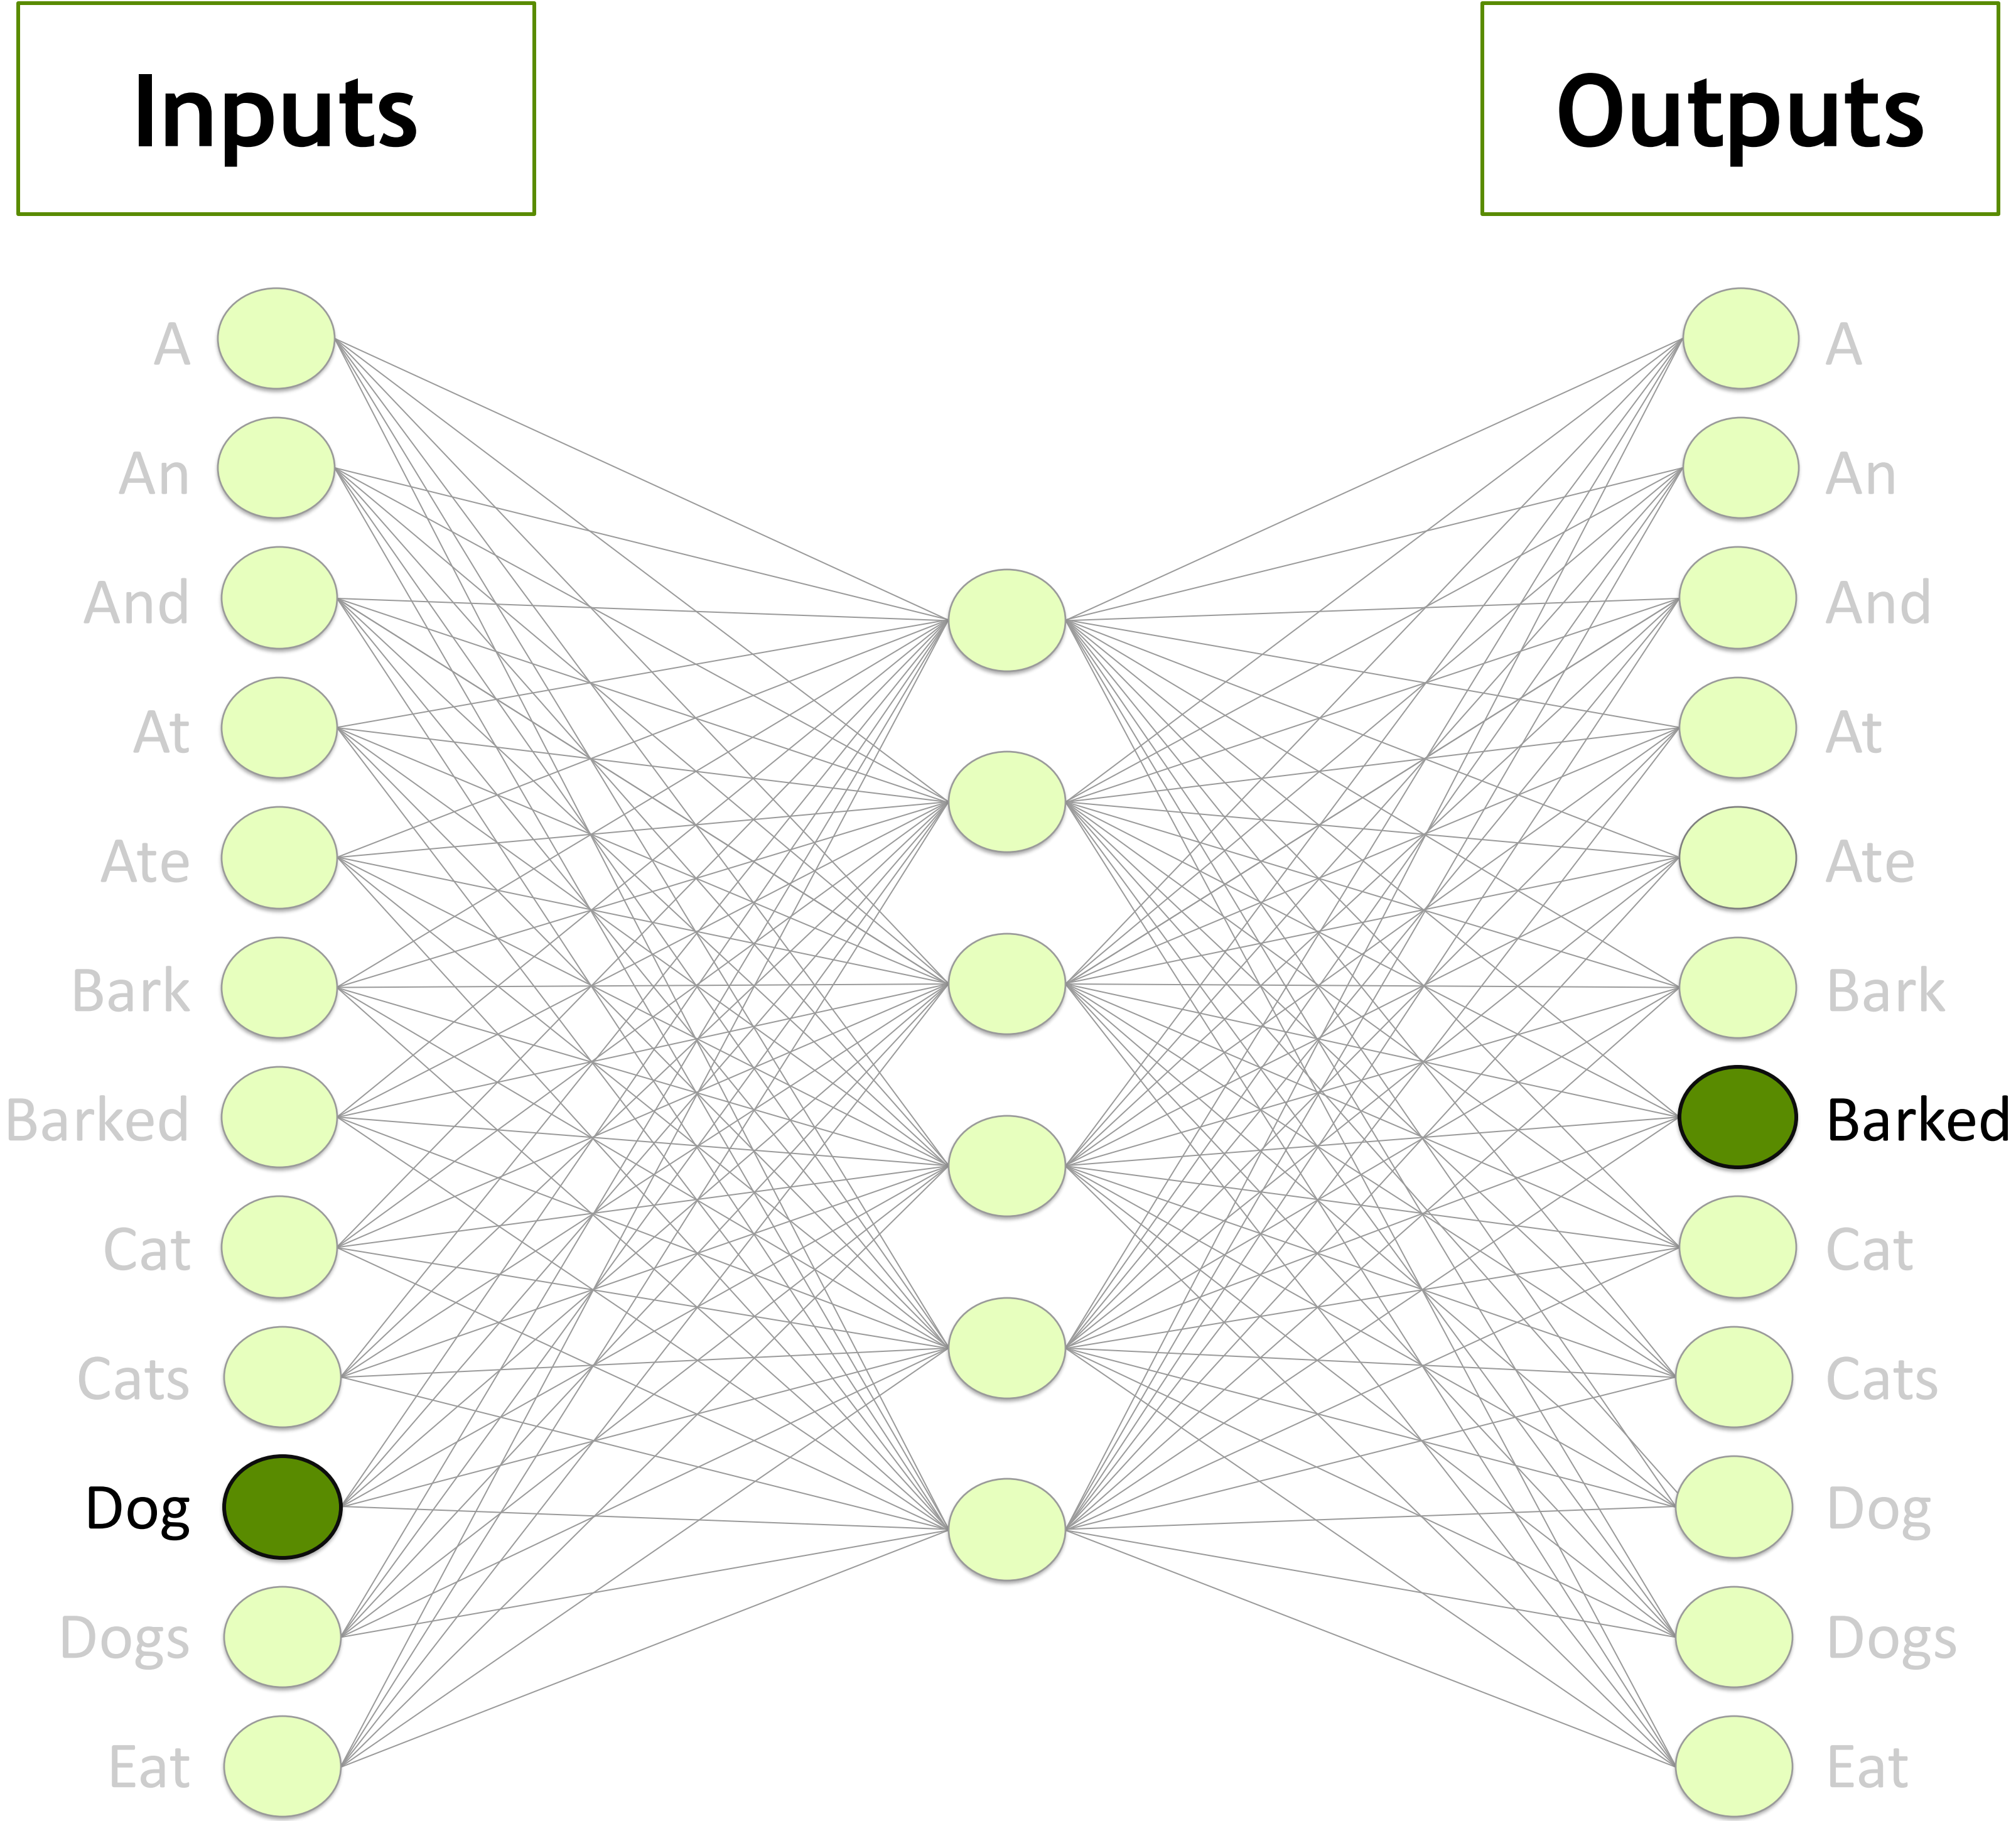 Inputs
Outputs
A
An
And
At
Ate
Bark
Barked
Cat
Cats
Dog
Dogs
Eat
A
An
And
At
Ate
Bark
Barked
Cat
Cats
Dog
Dogs
Eat